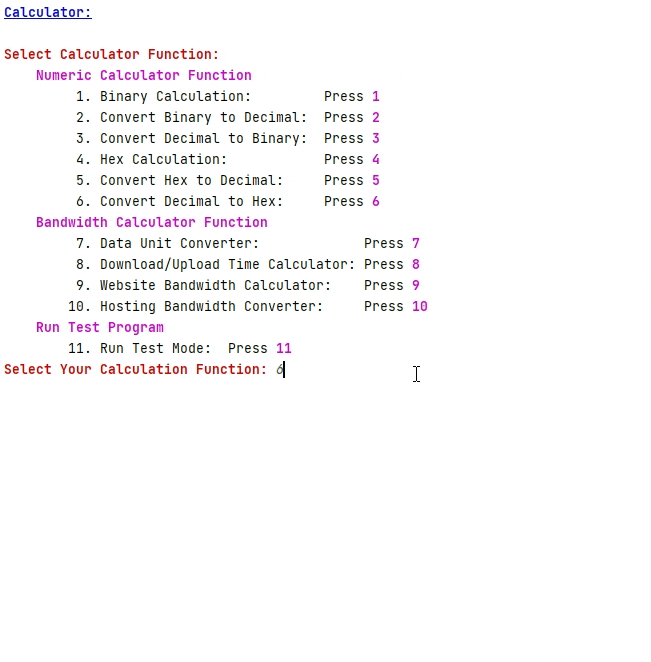 Calculator:
Select Calculator Function:
Numeric Calculator Function
1. Binary Calculation: Press 1
2. Convert Binary to Decimal: Press 2
3. Convert Decimal to Binary: Press 3
4. Hex Calculation: Press 4
5. Convert Hex to Decimal: Press 5
6. Convert Decimal to Hex: Press 6
Bandwidth Calculator Function
7. Data Unit Converter: Press 7
8. Download/Upload Time Calculator: Press 8
9. Website Bandwidth Calculator: Press 9
10. Hosting Bandwidth Converter: Press 10
Run Test Program
11. Run Test Mode: Press 11
Select Your Calculation Function: 6